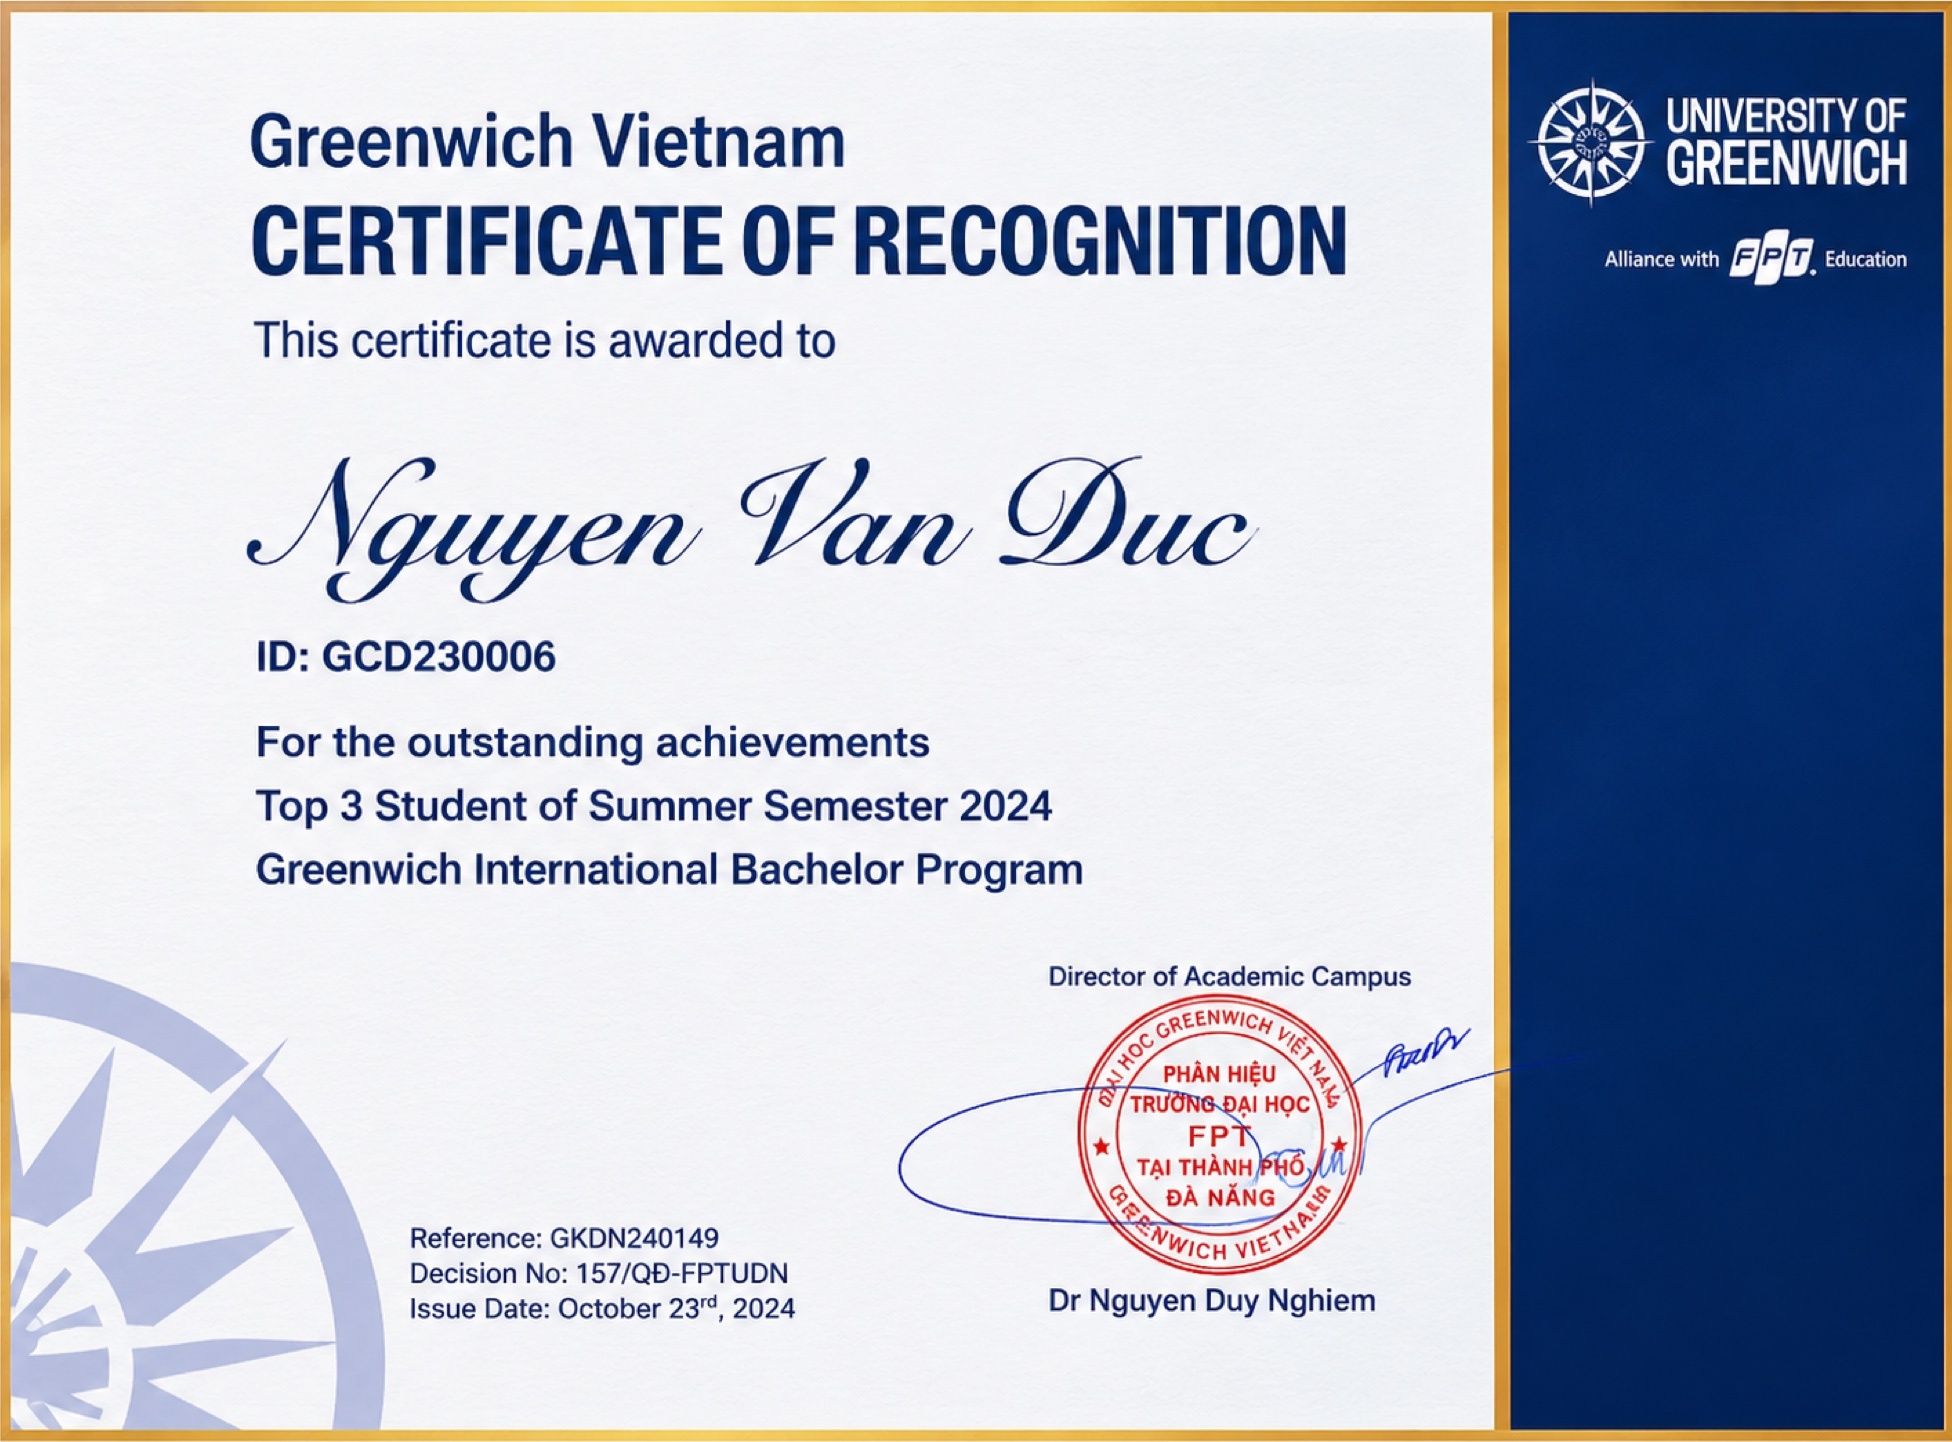 Greenwich Vietnam
CERTIFICATE OF RECOGNITION
This certificate is awarded to
Nguyen Van Duc
ID: GCD230006
For the outstanding achievements
Top 3 Student of Summer Semester 2024
Greenwich International Bachelor Program
Reference: GKDN240149
Decision No: 157/QĐ-FPTUDN
Issue Date: October 23rd, 2024
Director of Academic Campus
HỌC GREENWICH VIỆT NAM
PHÂN HIỆU
TRƯỜNG ĐẠI HỌC
FPT
TẠI THÀNH PHỐ
ĐÀ NẴNG
GREENWICH VIETNAM
Dr Nguyen Duy Nghiem
UNIVERSITY OF
GREENWICH
Alliance with FPT Education